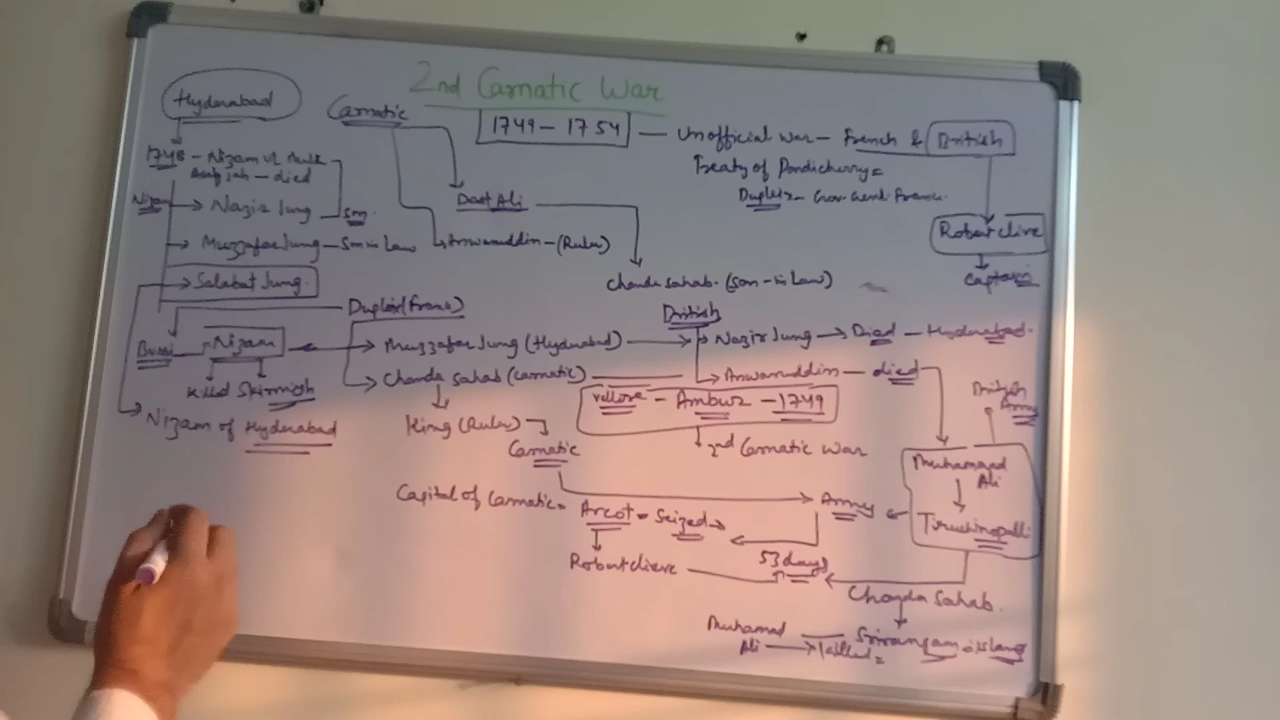 2nd Carnatic War
Hyderabad
Carnatic
1749 - 1754 — Unofficial War - French & British
1748 - Nizam Ul Mulk
Asaf jah - died
Treaty of Pondicherry =
Dupleix - Gov. Genl France.
Nizam
Nazir Jung
son.
Dost Ali
Robert clive
Muzzafar Jung - Son in Law
Anwaruddin - (Ruler)
Captain
Salabat Jung.
Chanda Sahab. (son-in Law)
Dupleix (France)
British
Bussi
Nizam
Muzzafar Jung (Hyderabad)
Nazir Jung → Died - Hyderabad.
Chanda Sahab (Carnatic)
Anwaruddin — died
Killed Skirmish
Vellore - Ambur - 1749
British
Army
Nizam of Hyderabad
King (Ruler)
Carnatic
2nd Carnatic War
Muhamad
Ali
Capital of Carnatic = Arcot = Seized
Army
Tiruchinopalli
Robert clieve
53 days
Chanda Sahab.
Muhamad
Ali → killed =
Srirangam island